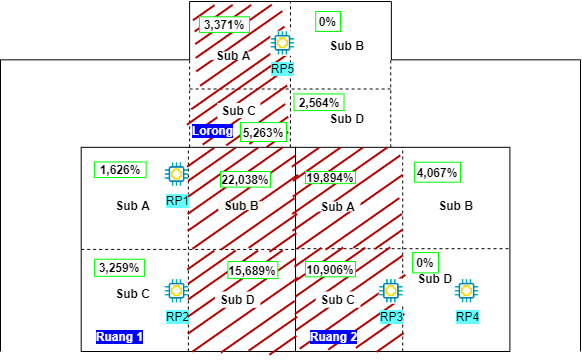 3,371%
0%
Sub A
Sub B
RP5
2,564%
Sub C
Sub D
Lorong
5,263%
1,626%
22,038%
19,894%
4,067%
RP1
Sub A
Sub B
Sub A
Sub B
3,259%
15,689%
10,906%
0%
Sub D
Sub C
Sub D
Sub C
RP2
RP3
RP4
Ruang 1
Ruang 2